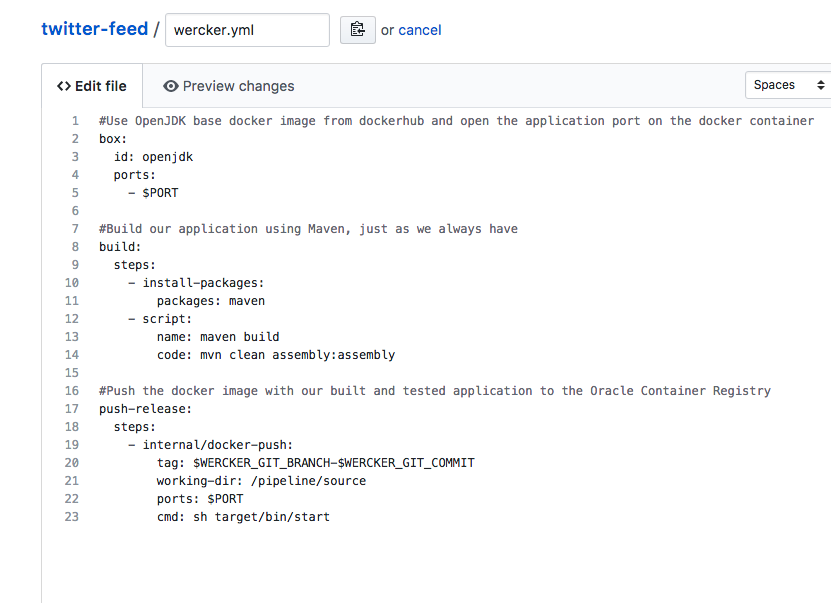 twitter-feed / wercker.yml or cancel
<> Edit file Preview changes Spaces
1 #Use OpenJDK base docker image from dockerhub and open the application port on the docker container
2 box:
3   id: openjdk
4   ports:
5     - $PORT
6
7 #Build our application using Maven, just as we always have
8 build:
9   steps:
10     - install-packages:
11         packages: maven
12     - script:
13         name: maven build
14         code: mvn clean assembly:assembly
15
16 #Push the docker image with our built and tested application to the Oracle Container Registry
17 push-release:
18   steps:
19     - internal/docker-push:
20         tag: $WERCKER_GIT_BRANCH-$WERCKER_GIT_COMMIT
21         working-dir: /pipeline/source
22         ports: $PORT
23         cmd: sh target/bin/start